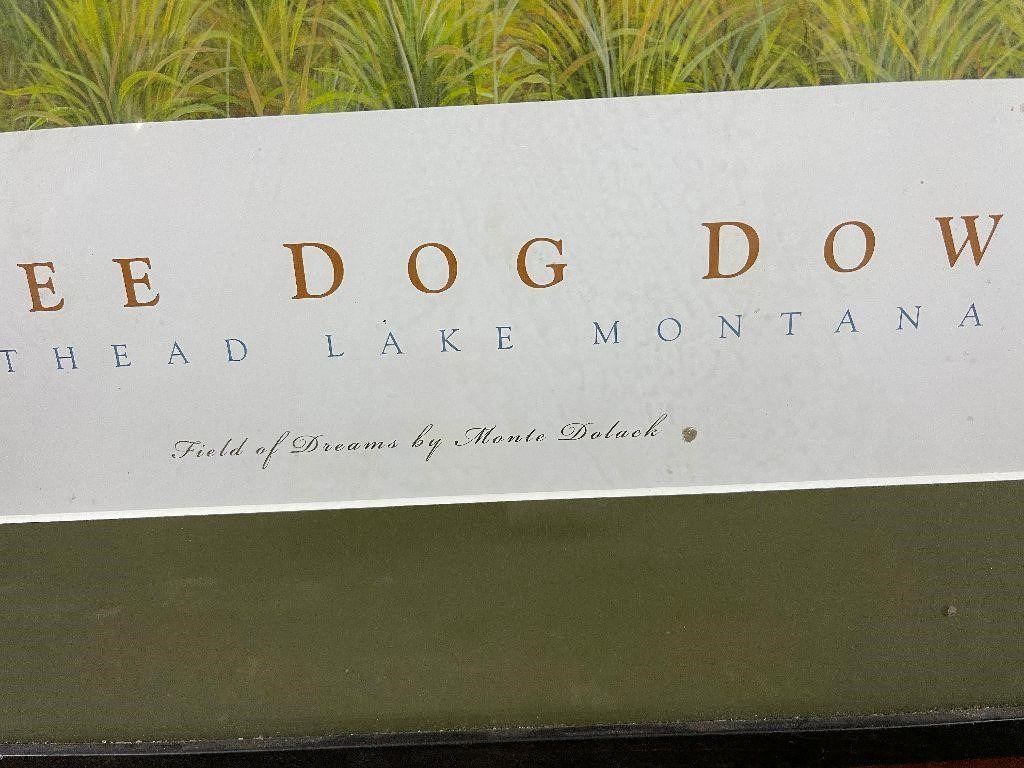 EE DOG DOW
THEAD LAKE MONTANA
Field of Dreams by Monte Dolack